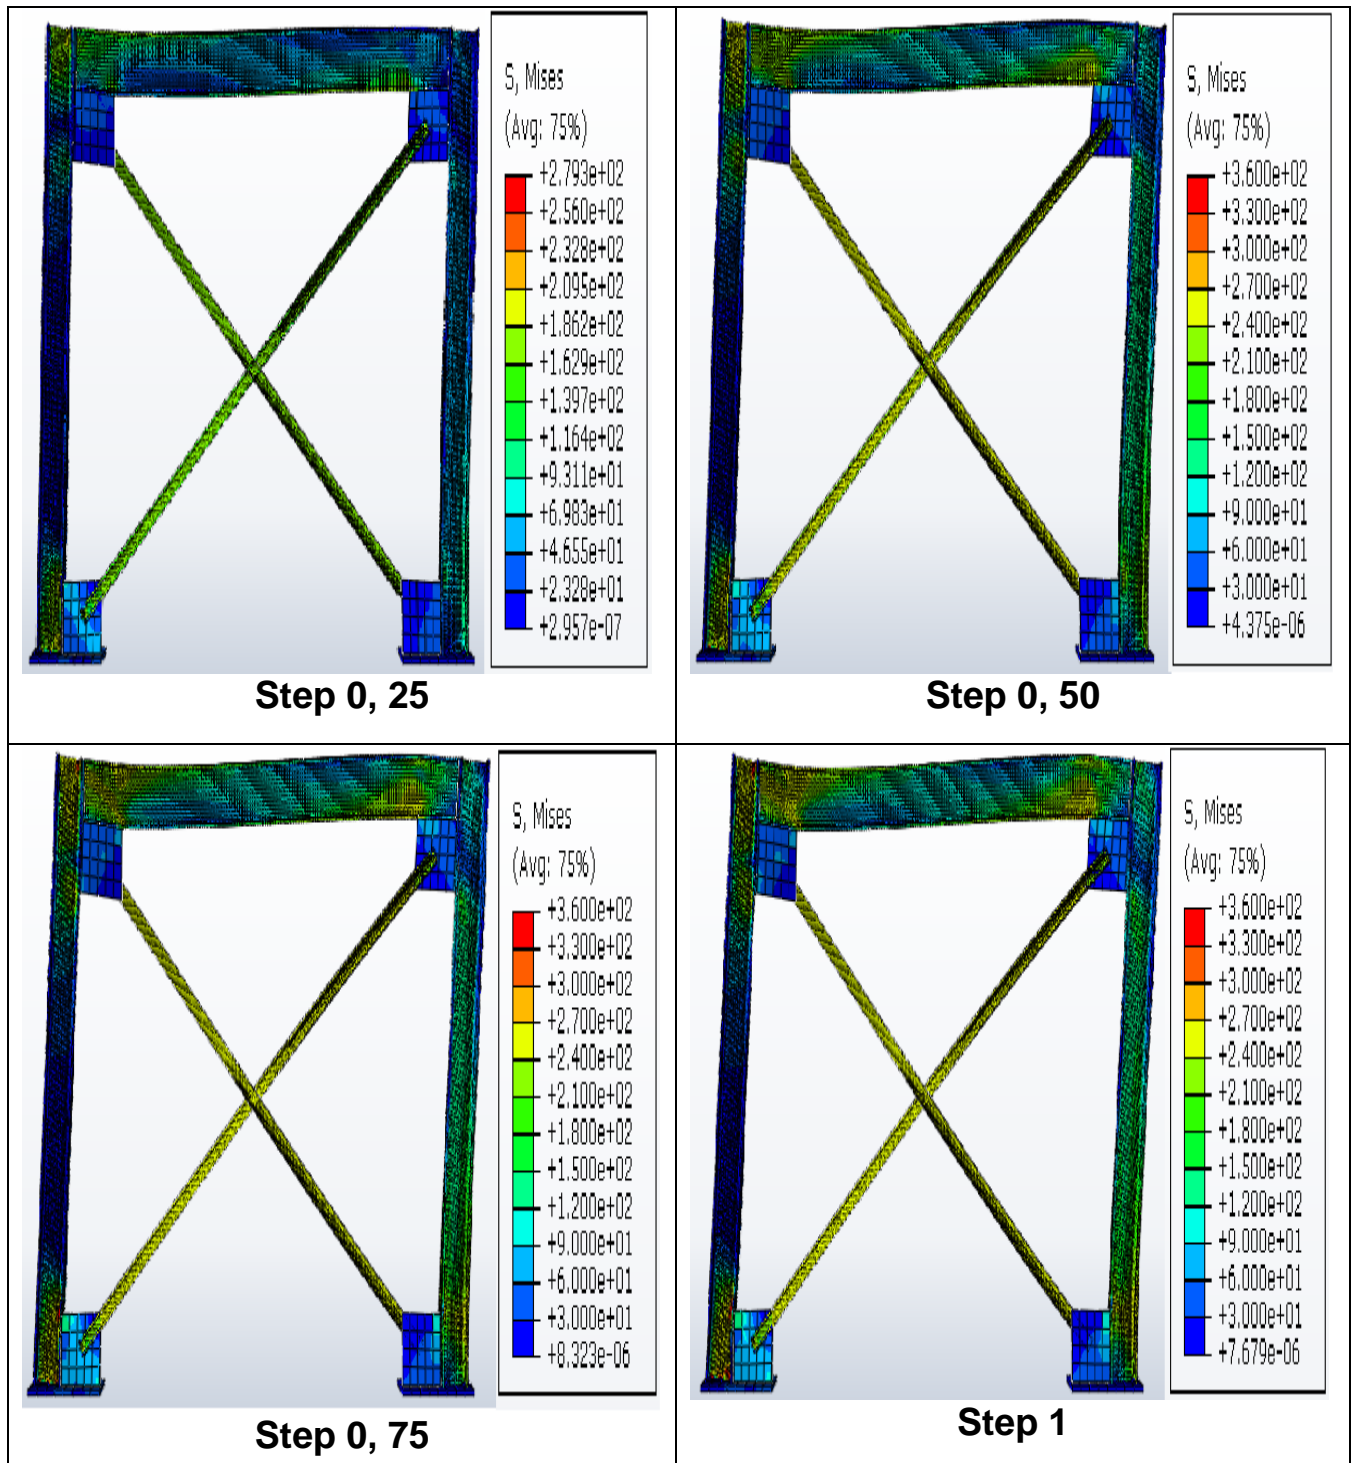 S, Mises
(Avg: 75%)
+2.793e+02
+2.560e+02
+2.328e+02
+2.095e+02
+1.862e+02
+1.629e+02
+1.397e+02
+1.164e+02
+9.311e+01
+6.983e+01
+4.655e+01
+2.328e+01
+2.957e-07
Step 0, 25
S, Mises
(Avg: 75%)
+3.600e+02
+3.300e+02
+3.000e+02
+2.700e+02
+2.400e+02
+2.100e+02
+1.800e+02
+1.500e+02
+1.200e+02
+9.000e+01
+6.000e+01
+3.000e+01
+4.375e-06
Step 0, 50
S, Mises
(Avg: 75%)
+3.600e+02
+3.300e+02
+3.000e+02
+2.700e+02
+2.400e+02
+2.100e+02
+1.800e+02
+1.500e+02
+1.200e+02
+9.000e+01
+6.000e+01
+3.000e+01
+8.323e-06
Step 0, 75
S, Mises
(Avg: 75%)
+3.600e+02
+3.300e+02
+3.000e+02
+2.700e+02
+2.400e+02
+2.100e+02
+1.800e+02
+1.500e+02
+1.200e+02
+9.000e+01
+6.000e+01
+3.000e+01
+7.679e-06
Step 1